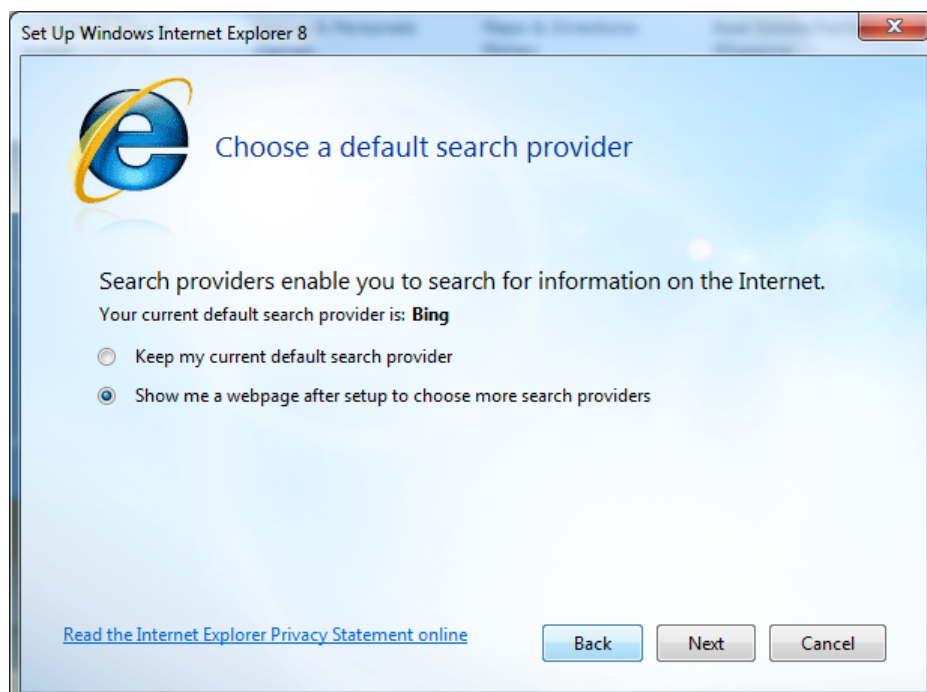 Set Up Windows Internet Explorer 8
Choose a default search provider
Search providers enable you to search for information on the Internet.
Your current default search provider is: Bing
Keep my current default search provider
Show me a webpage after setup to choose more search providers
Read the Internet Explorer Privacy Statement online
Back
Next
Cancel